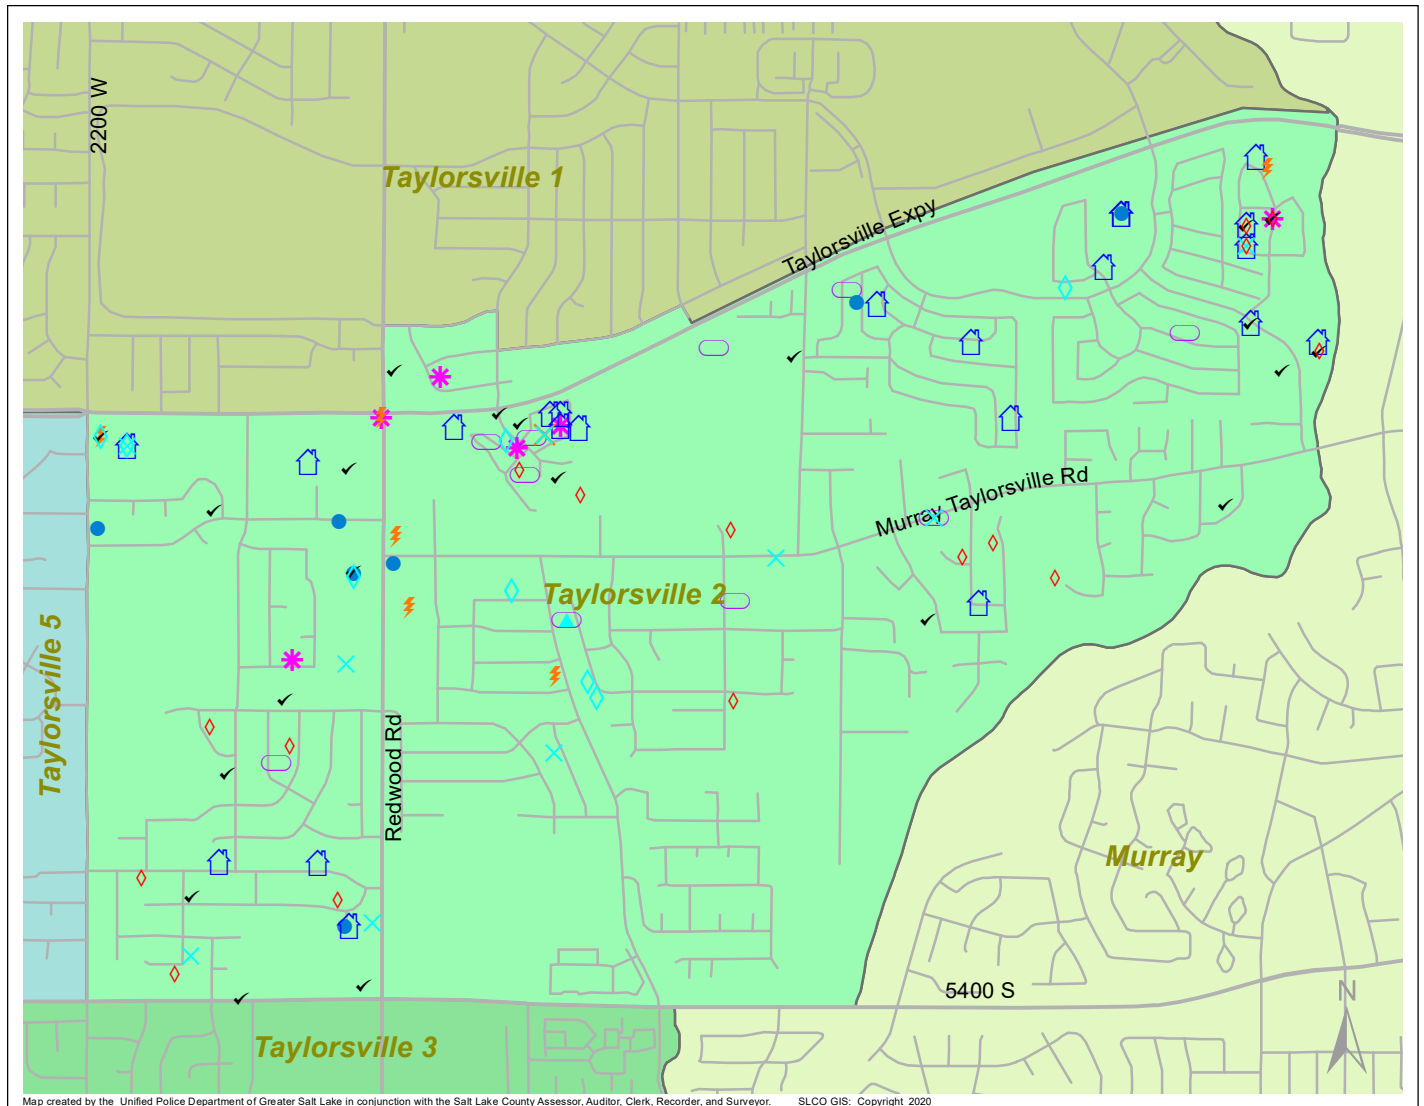 2200 W
Taylorsville 1
Taylorsville Expy
Murray Taylorsville Rd
Taylorsville 2
Taylorsville 5
Redwood Rd
Murray
5400 S
N
Taylorsville 3
Map created by the Unified Police Department of Greater Salt Lake in conjunction with the Salt Lake County Assessor, Auditor, Clerk, Recorder, and Surveyor. SLCO GIS: Copyright 2020